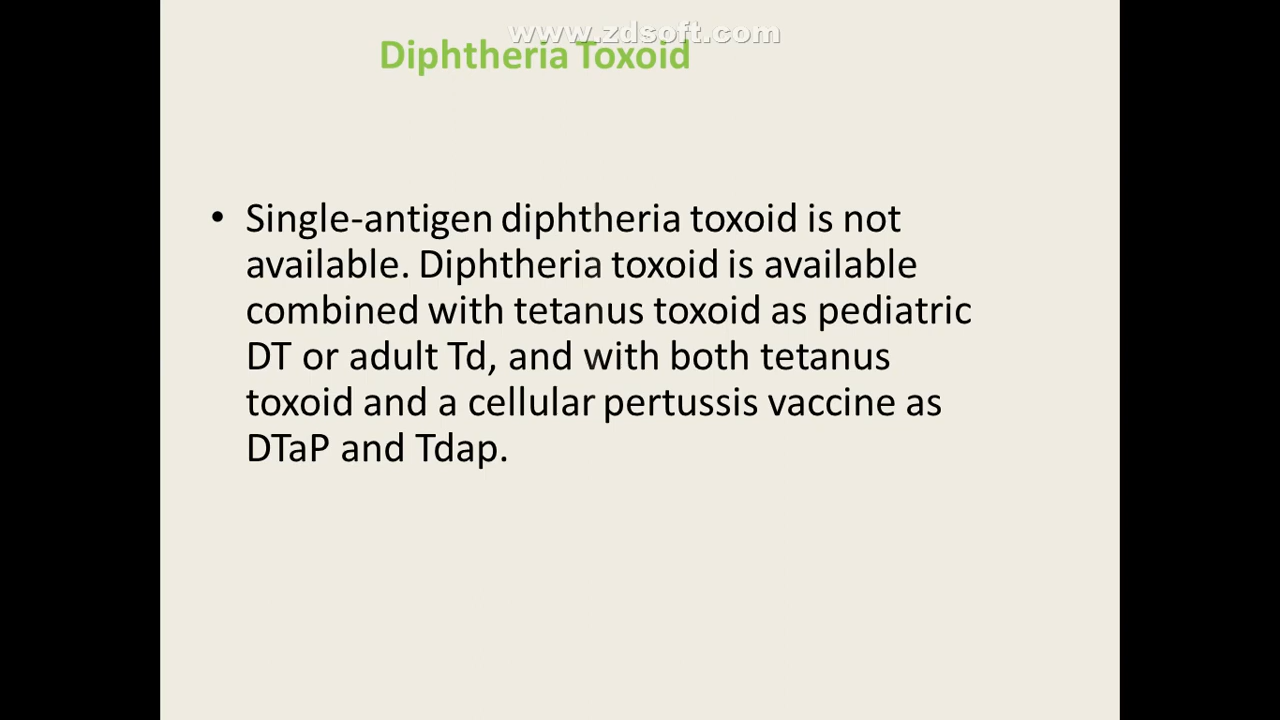 www.zdsoft.com
Diphtheria Toxoid
• Single-antigen diphtheria toxoid is not
available. Diphtheria toxoid is available
combined with tetanus toxoid as pediatric
DT or adult Td, and with both tetanus
toxoid and a cellular pertussis vaccine as
DTaP and Tdap.